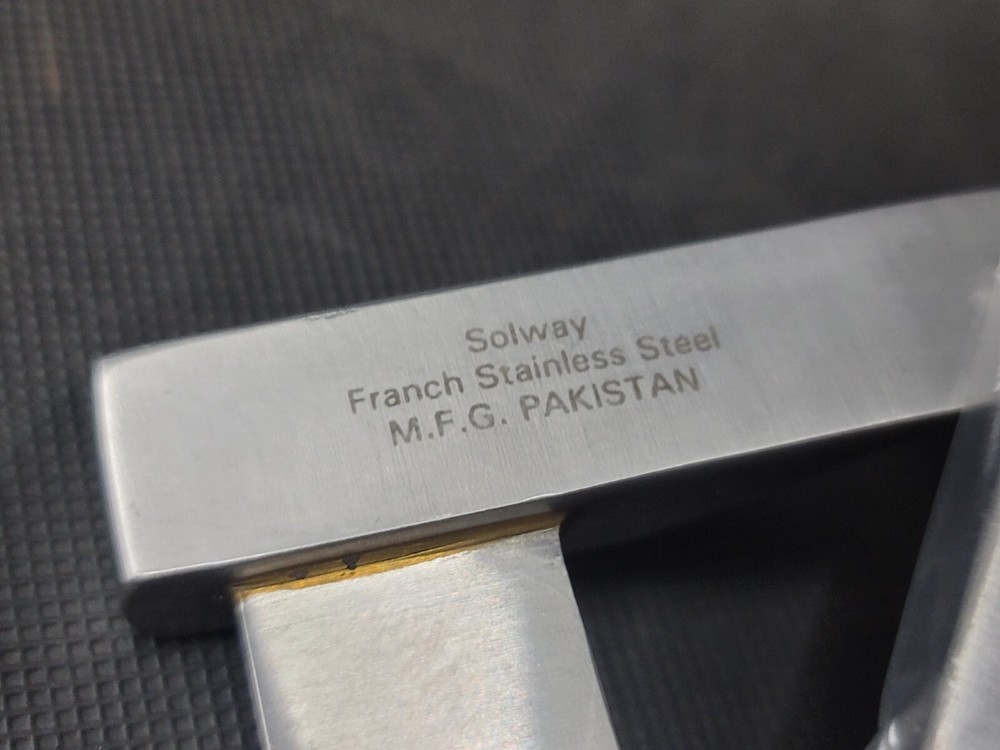 Solway
Franch Stainless Steel
M.F.G. PAKISTAN